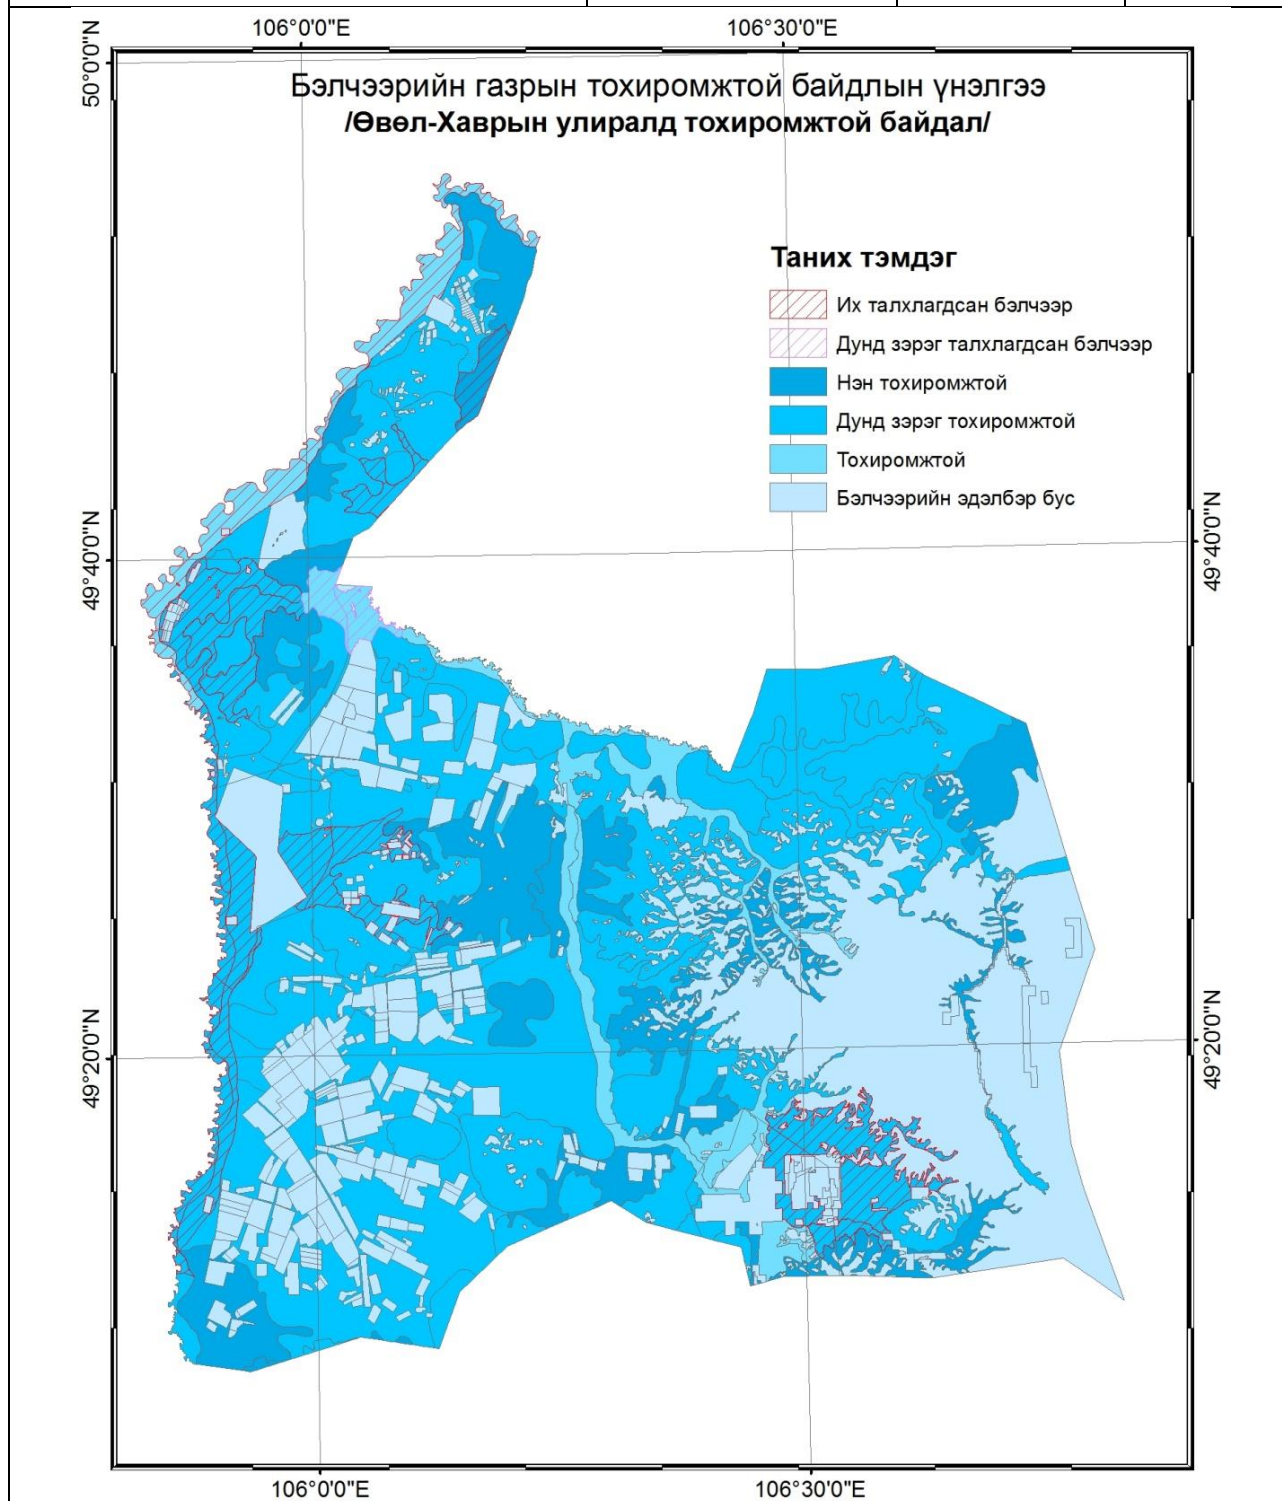 106°0'0"E
106°30'0"E
50°0'0"N
Бэлчээрийн газрын тохиромжтой байдлын үнэлгээ
/Өвөл-Хаврын улиралд тохиромжтой байдал/
Таних тэмдэг
Их талхлагдсан бэлчээр
Дунд зэрэг талхлагдсан бэлчээр
Нэн тохиромжтой
Дунд зэрэг тохиромжтой
Тохиромжтой
Бэлчээрийн эдэлбэр бус
49°40'0"N
49°40'0"N
49°20'0"N
49°20'0"N
106°0'0"E
106°30'0"E